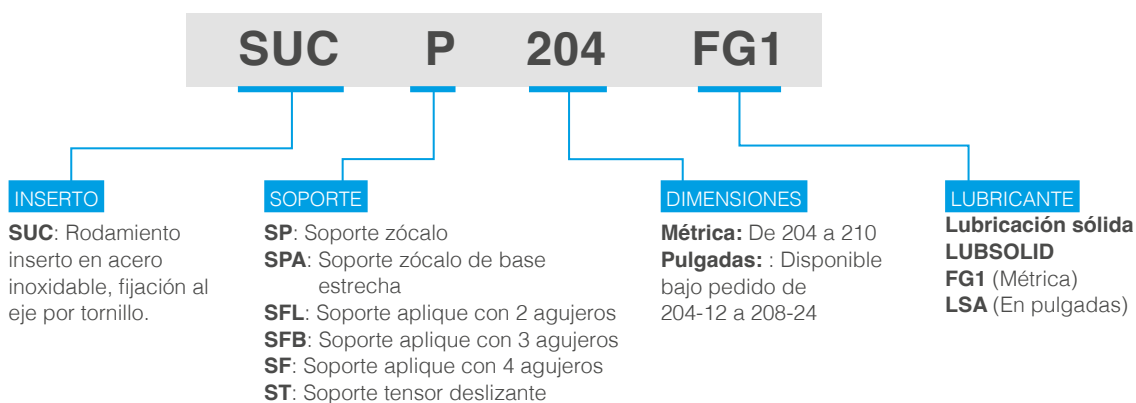 SUC P 204 FG1
INSERTO
SUC: Rodamiento
inserto en acero
inoxidable, fijación al
eje por tornillo.
SOPORTE
SP: Soporte zócalo
SPA: Soporte zócalo de base
estrecha
SFL: Soporte aplique con 2 agujeros
SFB: Soporte aplique con 3 agujeros
SF: Soporte aplique con 4 agujeros
ST: Soporte tensor deslizante
DIMENSIONES
Métrica: De 204 a 210
Pulgadas: : Disponible
bajo pedido de
204-12 a 208-24
LUBRICANTE
Lubricación sólida
LUBSOLID
FG1 (Métrica)
LSA (En pulgadas)